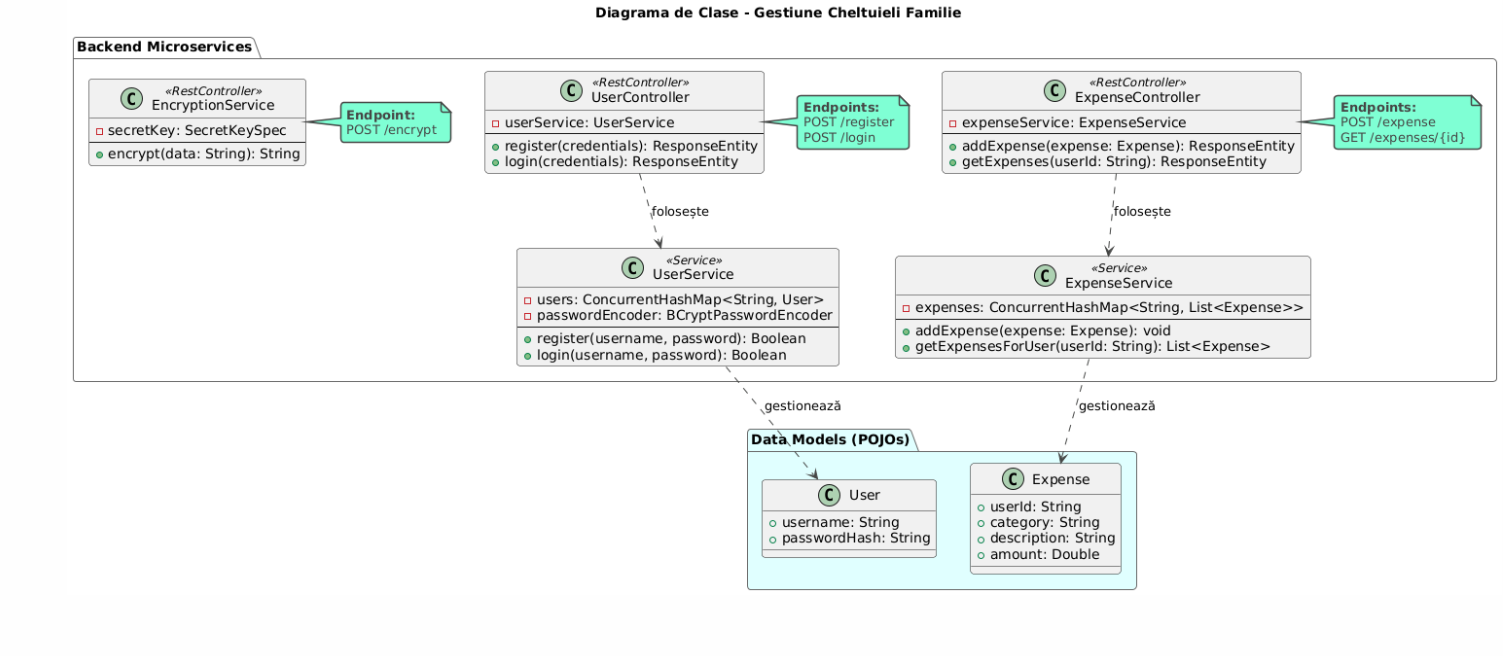 Diagrama de Clase - Gestiune Cheltuieli Familie
Backend Microservices
C
«RestController»
EncryptionService
secretKey: SecretKeySpec
encrypt(data: String): String
Endpoint:
POST /encrypt
C
«RestController»
UserController
userService: UserService
register(credentials): ResponseEntity
login(credentials): ResponseEntity
Endpoints:
POST /register
POST /login
C
«RestController»
ExpenseController
expenseService: ExpenseService
addExpense(expense: Expense): ResponseEntity
getExpenses(userId: String): ResponseEntity
Endpoints:
POST /expense
GET /expenses/{id}
folosește
folosește
C
«Service»
UserService
users: ConcurrentHashMap<String, User>
passwordEncoder: BCryptPasswordEncoder
register(username, password): Boolean
login(username, password): Boolean
C
«Service»
ExpenseService
expenses: ConcurrentHashMap<String, List<Expense>>
addExpense(expense: Expense): void
getExpensesForUser(userId: String): List<Expense>
gestionează
gestionează
Data Models (POJOs)
C
User
username: String
passwordHash: String
C
Expense
userId: String
category: String
description: String
amount: Double